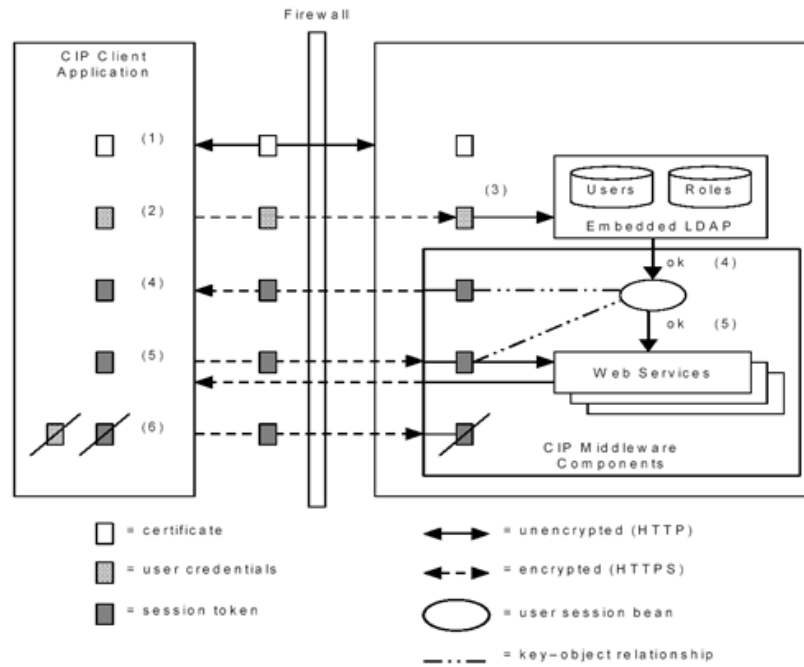 Firewall
CIP Client
Application
(1)
(2)
(3)
Users
Roles
Embedded LDAP
ok (4)
(4)
ok (5)
(5)
Web Services
(6)
CIP Middleware
Components
= certificate
= unencrypted (HTTP)
= user credentials
= encrypted (HTTPS)
= session token
= user session bean
= key–object relationship